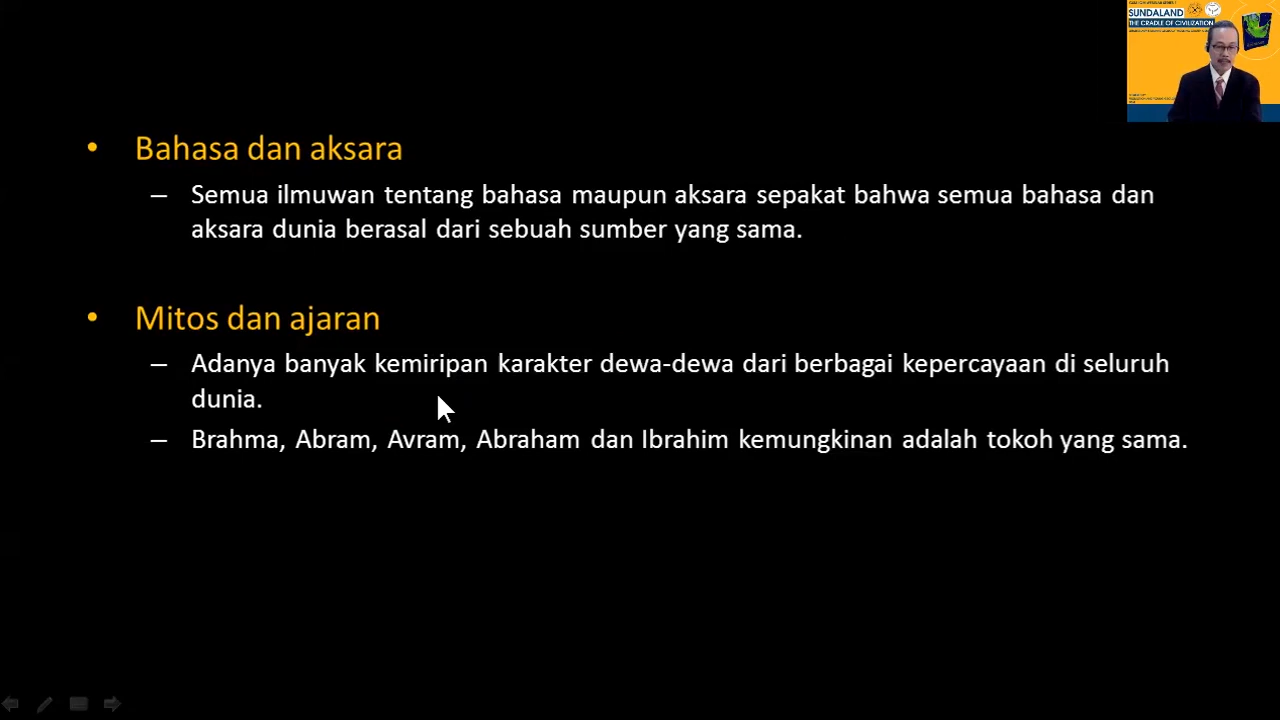 SUNDALAND
THE CRADLE OF CIVILIZATION
• Bahasa dan aksara
– Semua ilmuwan tentang bahasa maupun aksara sepakat bahwa semua bahasa dan
aksara dunia berasal dari sebuah sumber yang sama.
• Mitos dan ajaran
– Adanya banyak kemiripan karakter dewa-dewa dari berbagai kepercayaan di seluruh
dunia.
– Brahma, Abram, Avram, Abraham dan Ibrahim kemungkinan adalah tokoh yang sama.